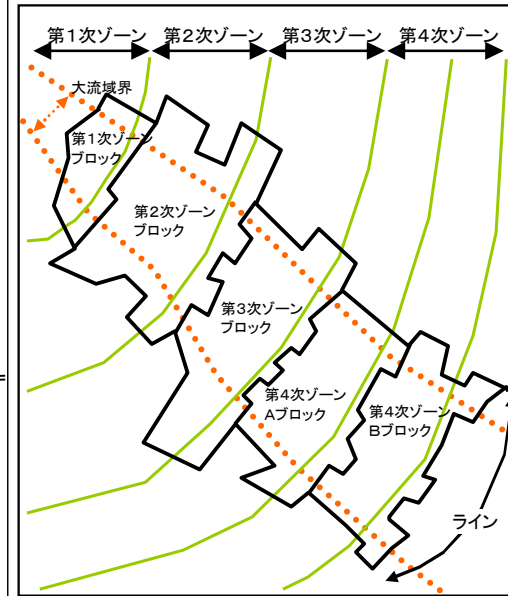 第1次ゾーン 第2次ゾーン 第3次ゾーン 第4次ゾーン
大流域界
第1次ゾーン
ブロック
第2次ゾーン
ブロック
第3次ゾーン
ブロック
第4次ゾーン
Aブロック
第4次ゾーン
Bブロック
ライン